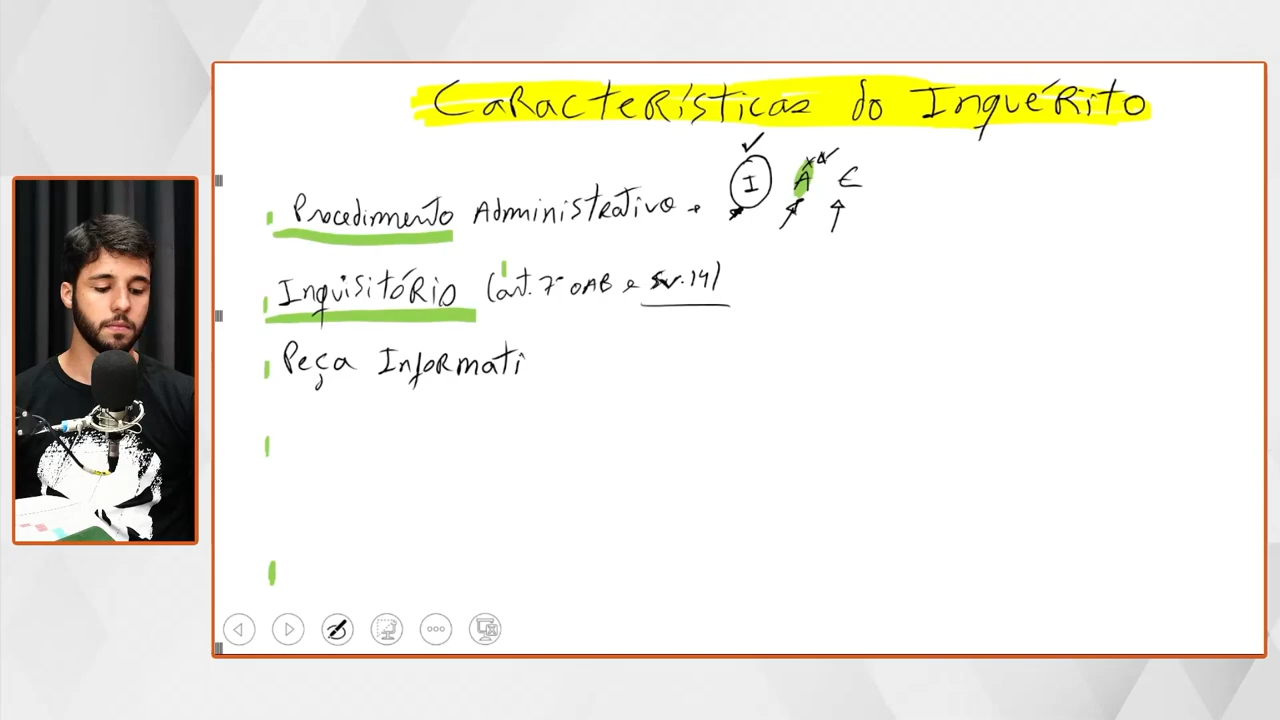 Características do Inquérito
I A E
Procedimento Administrativo
Inquisitório (art. 7º OAB e SV.14)
Peça Informati